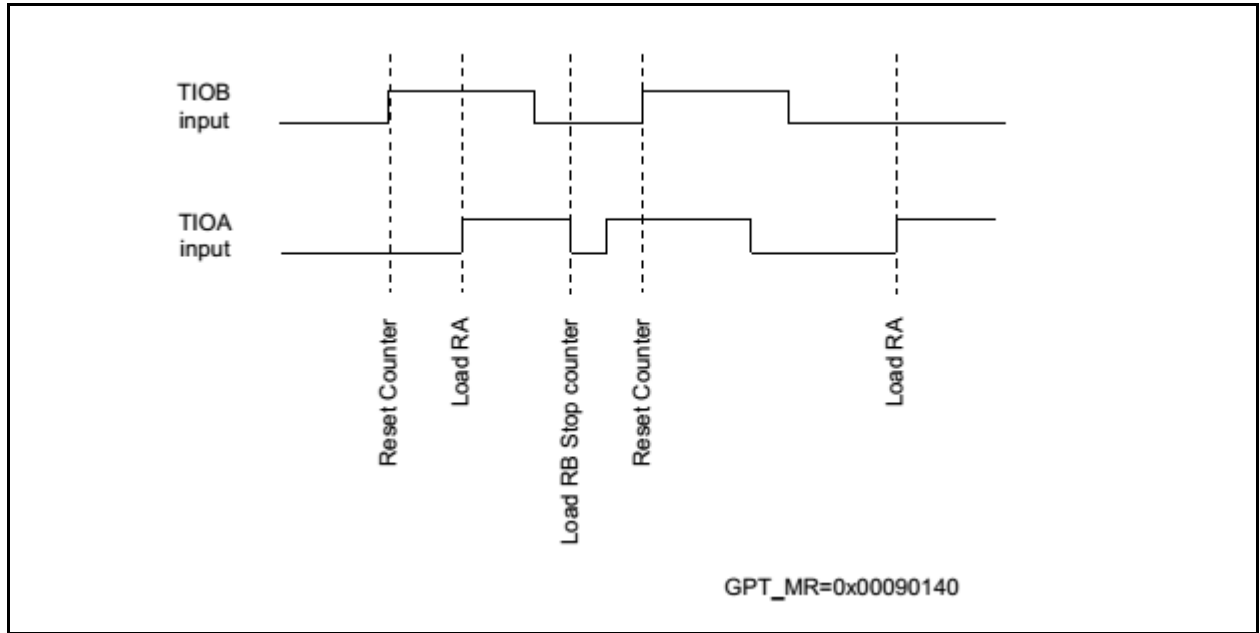 TIOB
input
TIOA
input
Reset Counter
Load RA
Load RB Stop counter
Reset Counter
Load RA
GPT_MR=0x00090140